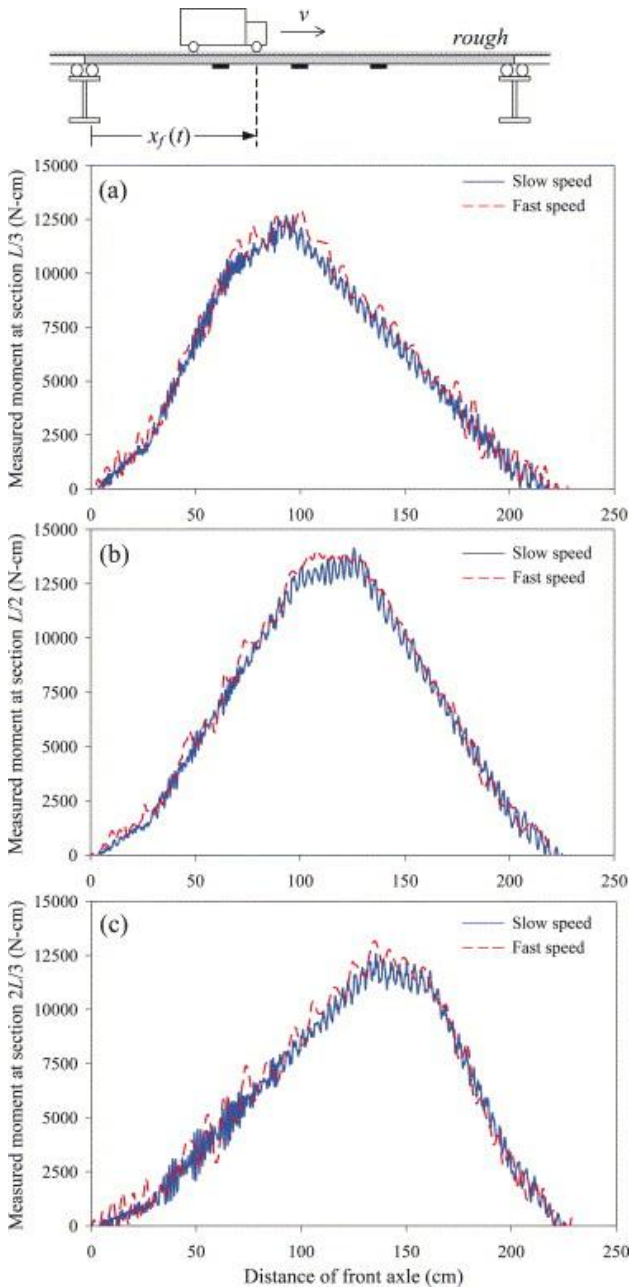 v
rough
x_f(t)
15000
12500
10000
7500
5000
2500
0
Measured moment at section L/3 (N-cm)
(a)
Slow speed
Fast speed
0 50 100 150 200 250
15000
12500
10000
7500
5000
2500
0
Measured moment at section L/2 (N-cm)
(b)
Slow speed
Fast speed
0 50 100 150 200 250
15000
12500
10000
7500
5000
2500
0
Measured moment at section 2L/3 (N-cm)
(c)
Slow speed
Fast speed
0 50 100 150 200 250
Distance of front axle (cm)